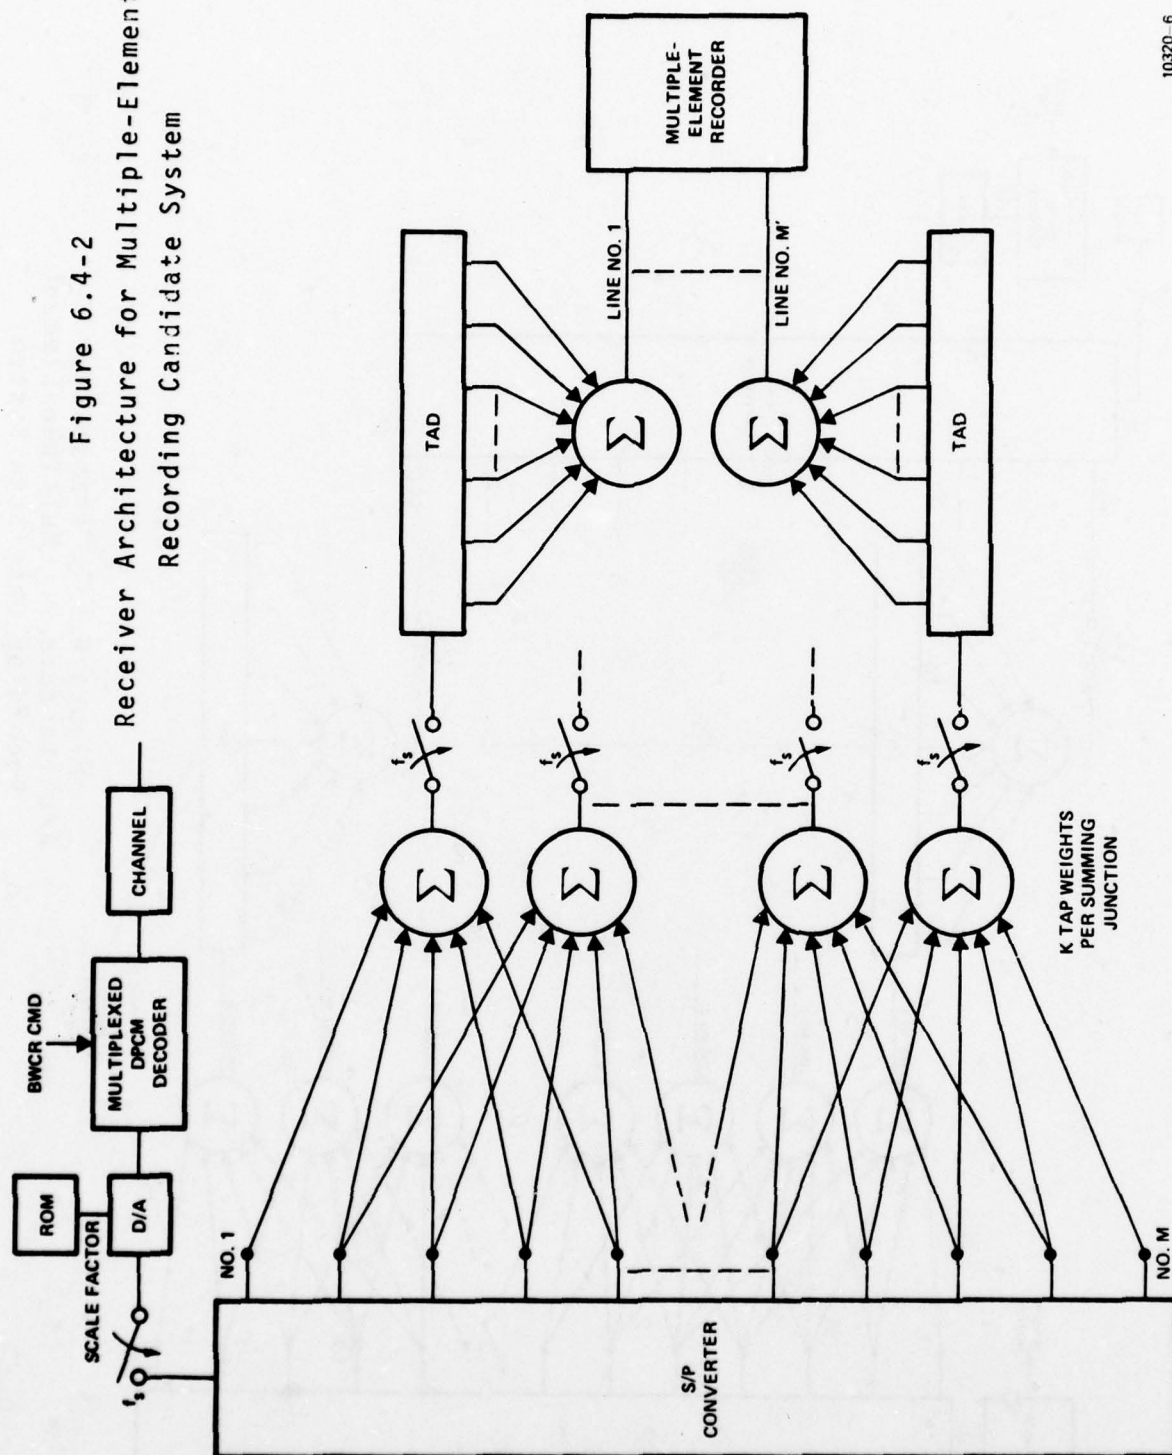 Figure 6.4-2
Receiver Architecture for Multiple-Element
Recording Candidate System
BWCR CMD
ROM
SCALE FACTOR
D/A
MULTIPLEXED
DPCM
DECODER
CHANNEL
fs
S/P
CONVERTER
NO. 1
NO. M
Σ
Σ
Σ
Σ
fs
fs
fs
fs
K TAP WEIGHTS
PER SUMMING
JUNCTION
TAD
Σ
LINE NO. 1
MULTIPLE-
ELEMENT
RECORDER
LINE NO. M'
Σ
TAD
10320-6